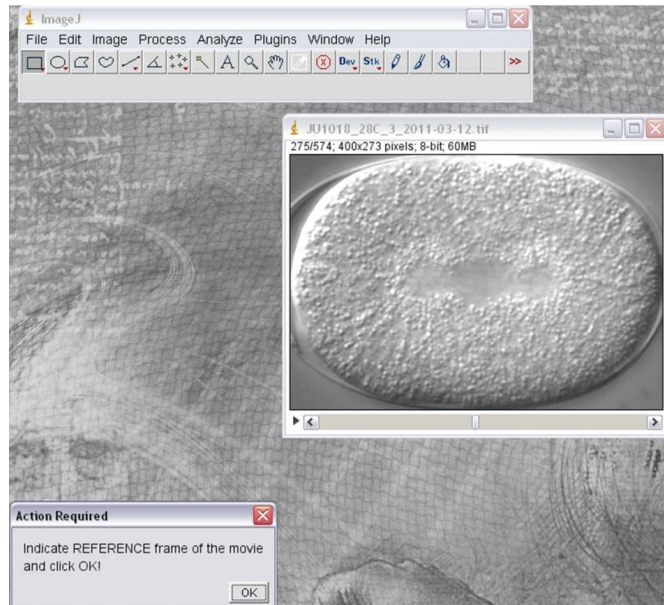 ImageJ
File Edit Image Process Analyze Plugins Window Help
A Dev Stk >>
JU1018_28C_3_2011-03-12.tif
275/574; 400x273 pixels; 8-bit; 60MB
Action Required
Indicate REFERENCE frame of the movie
and click OK!
OK